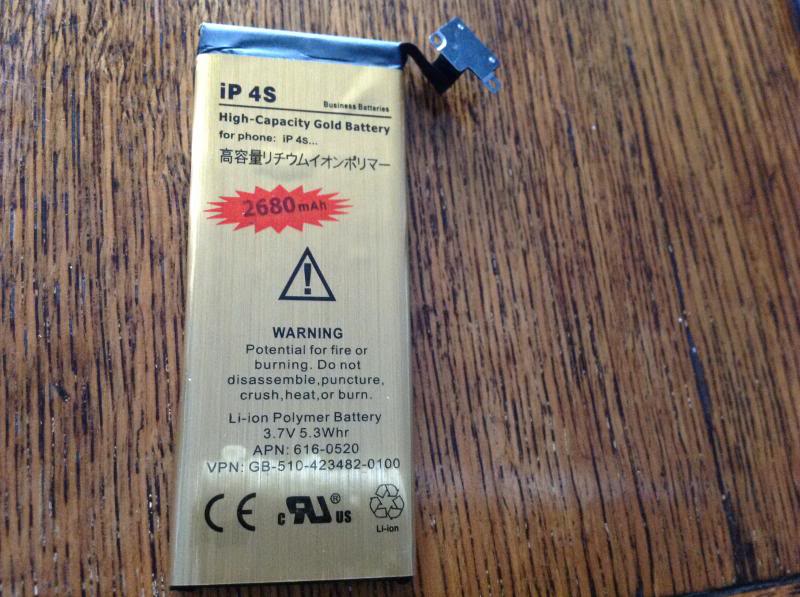 iP 4S
Business Batteries
High-Capacity Gold Battery
for phone: iP 4s...
高容量リチウムイオンポリマー
2680mAh
WARNING
Potential for fire or
burning. Do not
disassemble,puncture,
crush,heat,or burn.
Li-ion Polymer Battery
3.7V 5.3Whr
APN: 616-0520
VPN: GB-510-423482-0100
CE c RU® US
Li-ion